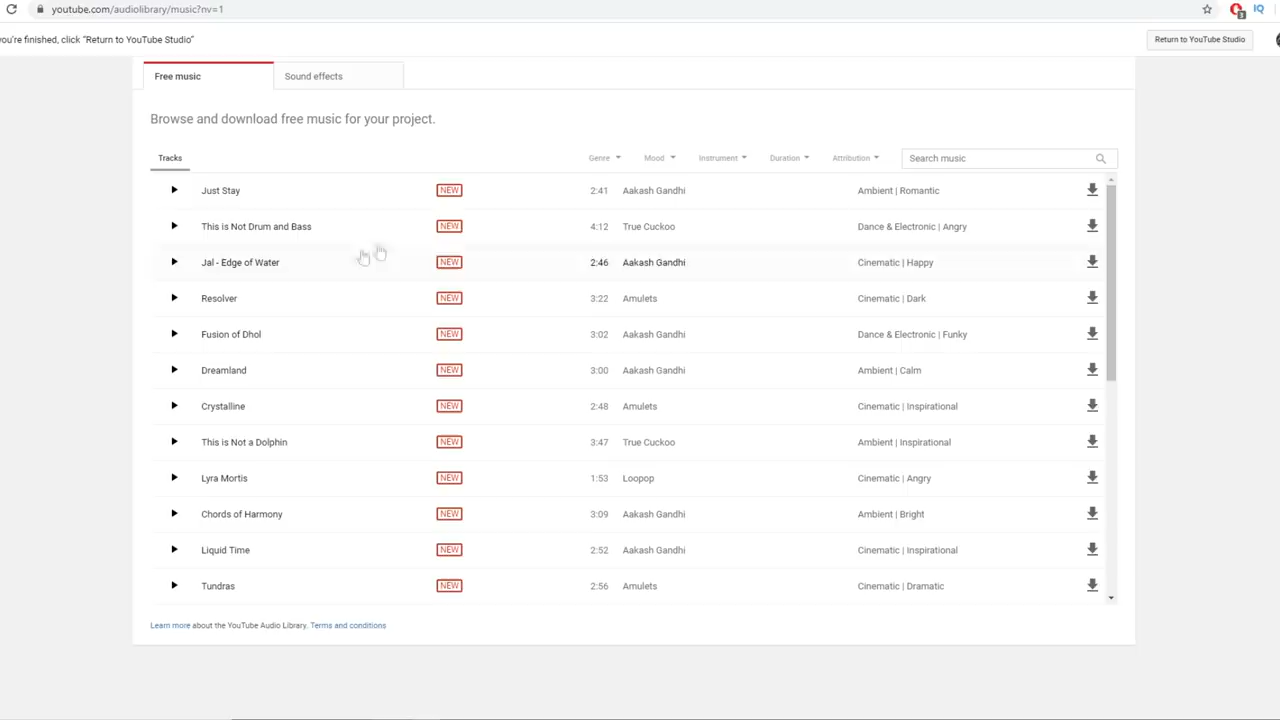 youtube.com/audiolibrary/music?nv=1
you're finished, click "Return to YouTube Studio"
Return to YouTube Studio
Free music
Sound effects
Browse and download free music for your project.
Tracks Genre Mood Instrument Duration Attribution Search music
Just Stay NEW 2:41 Aakash Gandhi Ambient | Romantic
This is Not Drum and Bass NEW 4:12 True Cuckoo Dance & Electronic | Angry
Jal - Edge of Water NEW 2:46 Aakash Gandhi Cinematic | Happy
Resolver NEW 3:22 Amulets Cinematic | Dark
Fusion of Dhol NEW 3:02 Aakash Gandhi Dance & Electronic | Funky
Dreamland NEW 3:00 Aakash Gandhi Ambient | Calm
Crystalline NEW 2:48 Amulets Cinematic | Inspirational
This is Not a Dolphin NEW 3:47 True Cuckoo Ambient | Inspirational
Lyra Mortis NEW 1:53 Loopop Cinematic | Angry
Chords of Harmony NEW 3:09 Aakash Gandhi Ambient | Bright
Liquid Time NEW 2:52 Aakash Gandhi Cinematic | Inspirational
Tundras NEW 2:56 Amulets Cinematic | Dramatic
Learn more about the YouTube Audio Library. Terms and conditions